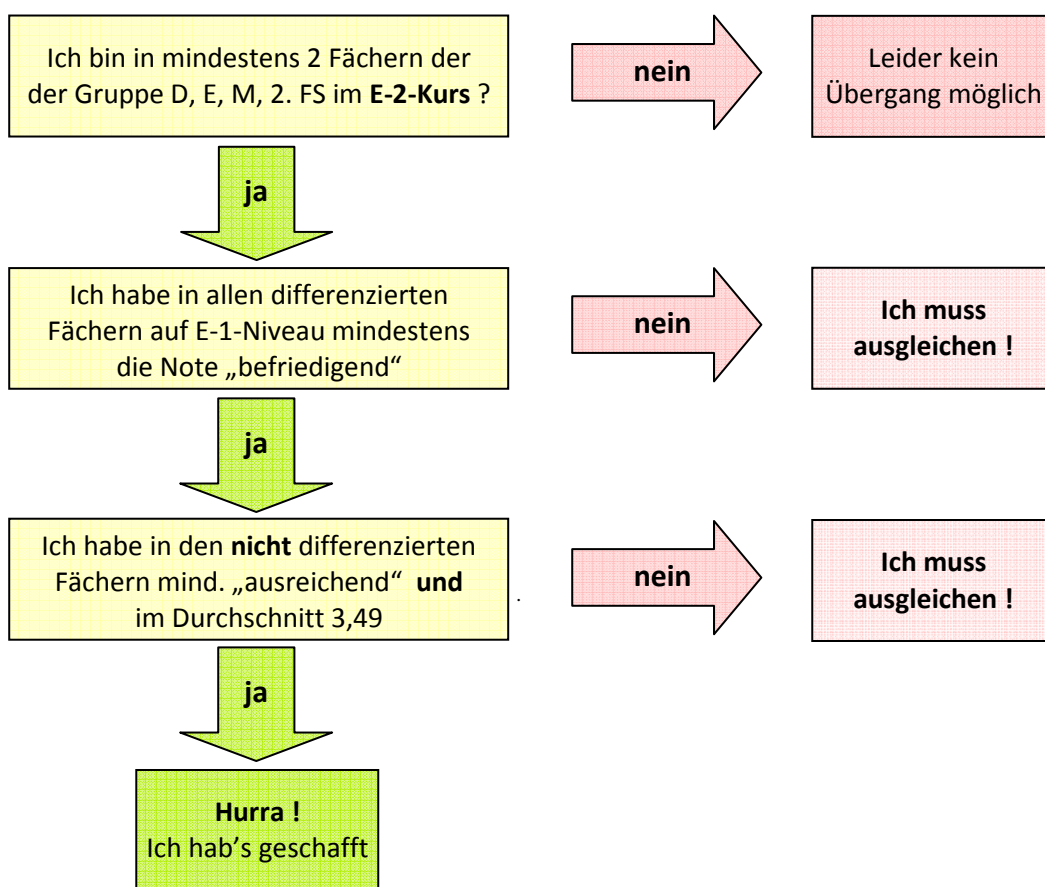 Ich bin in mindestens 2 Fächern der
der Gruppe D, E, M, 2. FS im E-2-Kurs ?
nein
Leider kein
Übergang möglich
ja
Ich habe in allen differenzierten
Fächern auf E-1-Niveau mindestens
die Note „befriedigend“
nein
Ich muss
ausgleichen !
ja
Ich habe in den nicht differenzierten
Fächern mind. „ausreichend“ und
im Durchschnitt 3,49
.
nein
Ich muss
ausgleichen !
ja
Hurra !
Ich hab’s geschafft